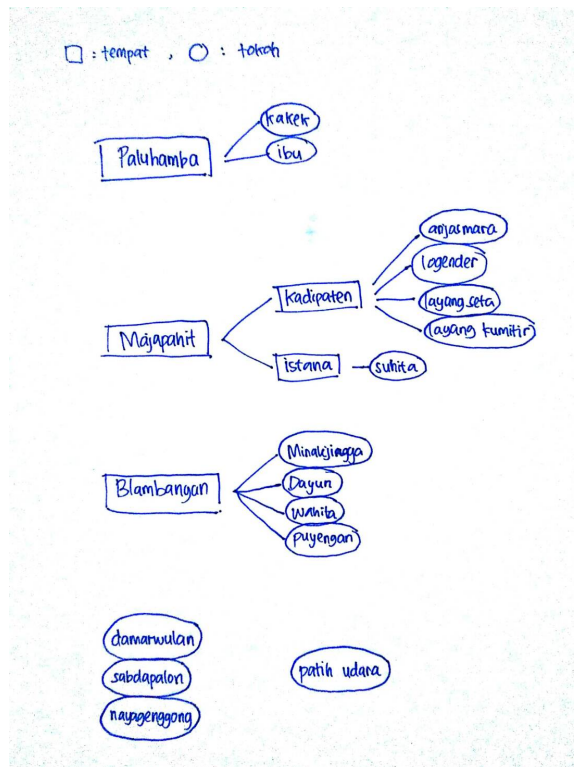 □ : tempat , ○ : tokoh
kakek
Paluhamba
ibu
anjasmara
logender
kadipaten
layang seta
layang kumitir
Majapahit
istana
suhita
Minakjingga
Blambangan
Dayun
wahita
puyengan
damarwulan
sabdapalon
patih udara
nayagenggong